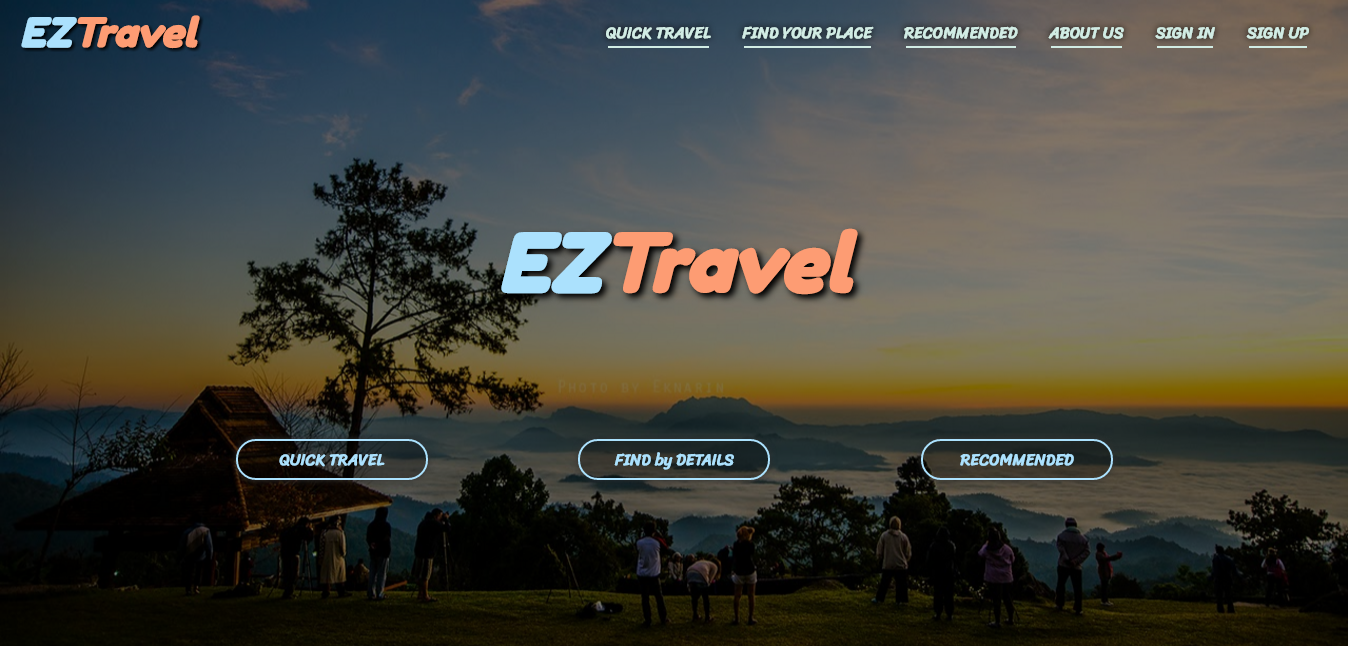 EZTravel
QUICK TRAVEL
FIND YOUR PLACE
RECOMMENDED
ABOUT US
SIGN IN
SIGN UP
EZTravel
PHOTO BY EKNARIN
QUICK TRAVEL
FIND by DETAILS
RECOMMENDED